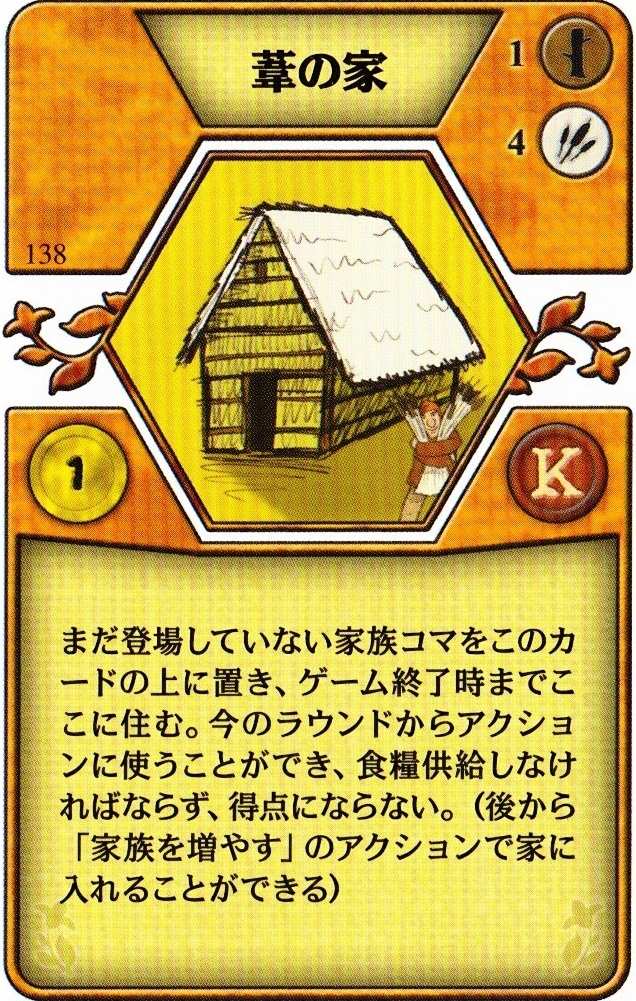 葦の家
1
4
138
1
K
まだ登場していない家族コマをこのカ
ードの上に置き、ゲーム終了時までこ
こに住む。今のラウンドからアクショ
ンに使うことができ、食糧供給しなけ
ればならず、得点にならない。（後から
「家族を増やす」のアクションで家に
入れることができる）